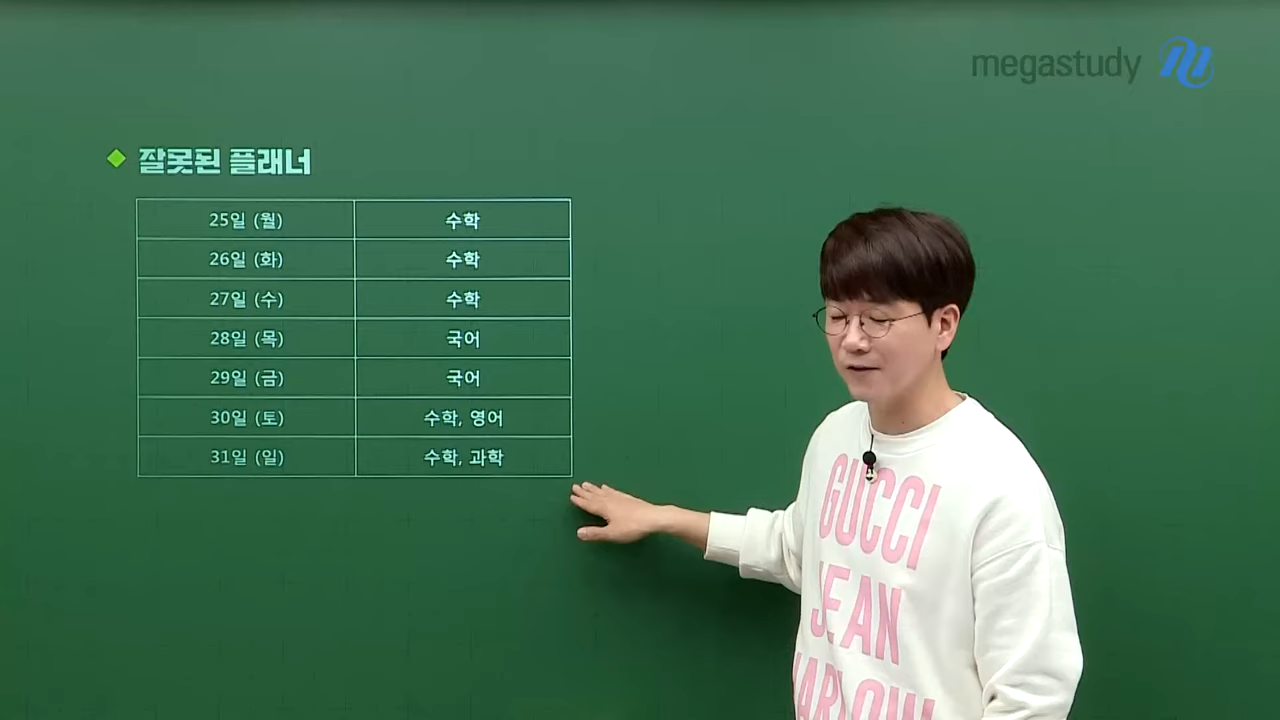 megastudy
잘못된 플래너
25일 (월) 수학
26일 (화) 수학
27일 (수) 수학
28일 (목) 국어
29일 (금) 국어
30일 (토) 수학, 영어
31일 (일) 수학, 과학
GUCCI
JEAN
HARLOW